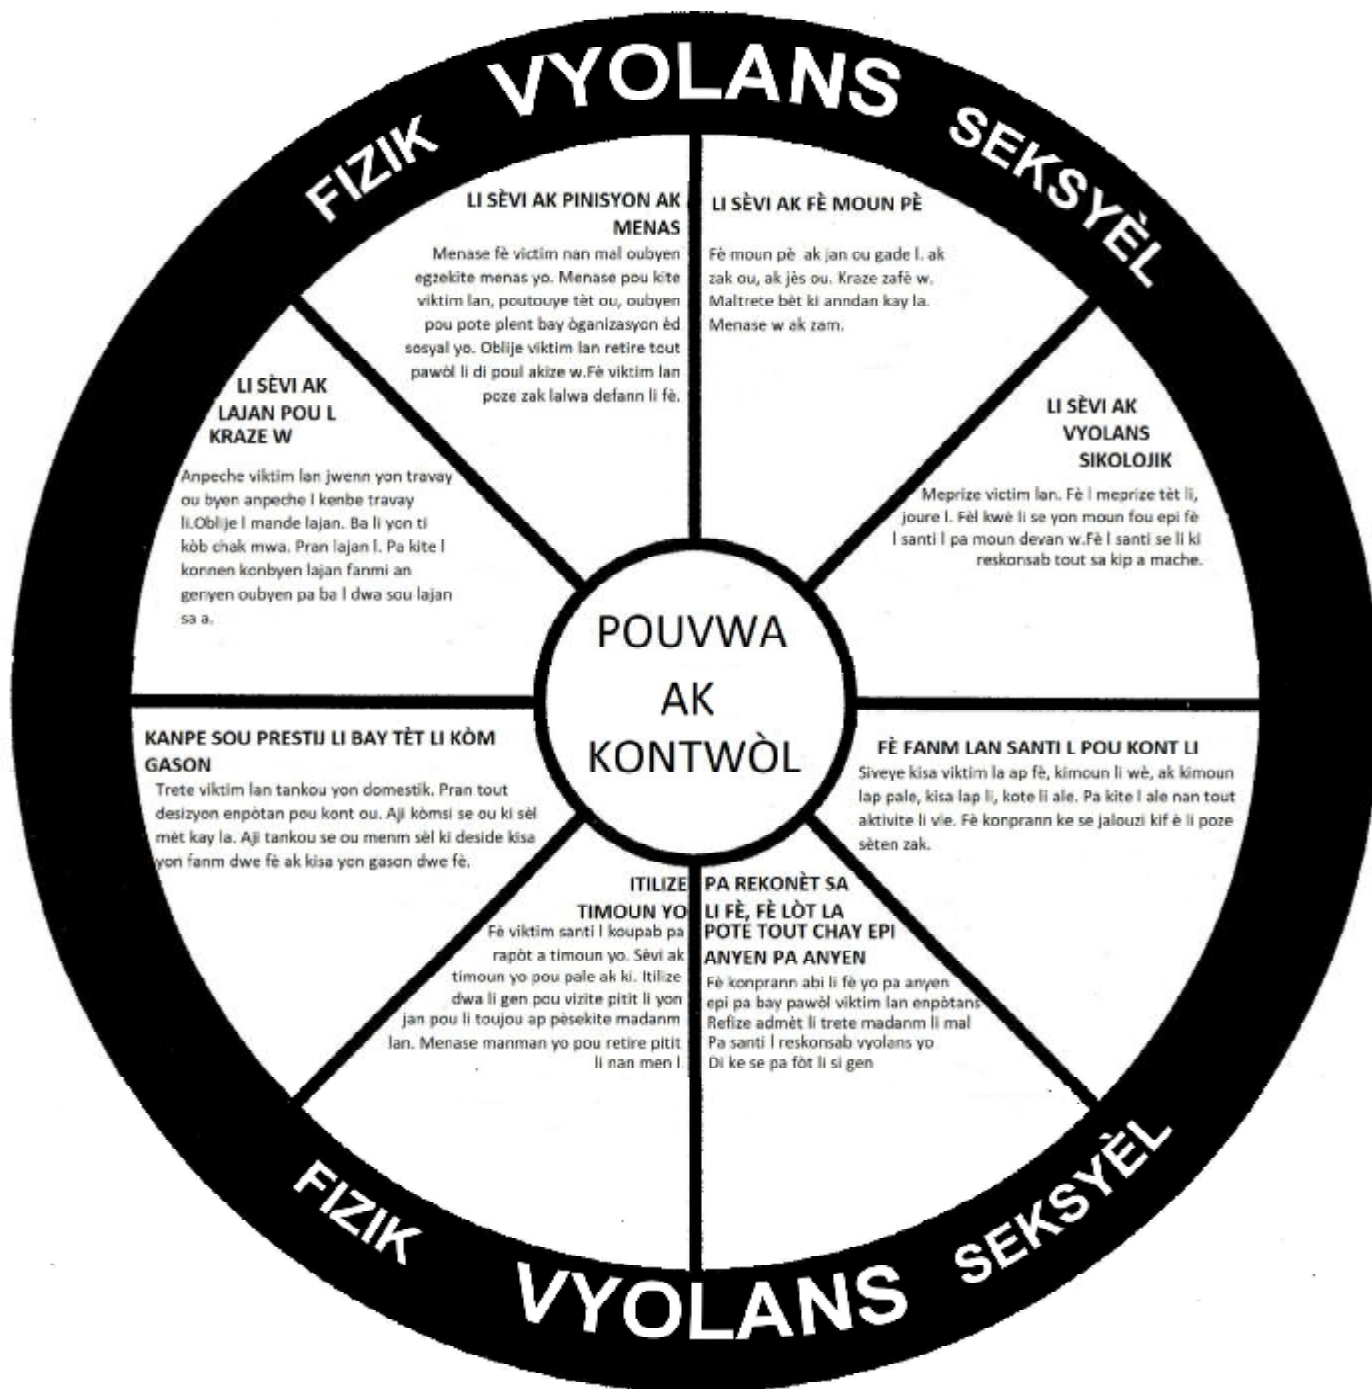 FIZIK VYOLANS SEKSYÈL
LI SÈVI AK PINISYON AK
MENAS
Menase fè victim nan mal oubyen
egzekite menas yo. Menase pou kite
viktim lan, poutouye tèt ou, oubyen
pou pote plent bay òganizasyon èd
sosyal yo. Oblije viktim lan retire tout
pawòl li di poul akize w.Fè viktim lan
poze zak lalwa defann li fè.
LI SÈVI AK FÈ MOUN PÈ
Fè moun pè ak jan ou gade l. ak
zak ou, ak jès ou. Kraze zafè w.
Maltrete bèt ki anndan kay la.
Menase w ak zam.
LI SÈVI AK
LAJAN POU L
KRAZE W
Anpeche viktim lan jwenn yon travay
ou byen anpeche l kenbe travay
li.Oblije l mande lajan. Ba li yon ti
kòb chak mwa. Pran lajan l. Pa kite l
konnen konbyen lajan fanmi an
genyen oubyen pa ba l dwa sou lajan
sa a.
LI SÈVI AK
VYOLANS
SIKOLOJIK
Meprize victim lan. Fè l meprize tèt li,
joure l. Fèl kwè li se yon moun fou epi fè
l santi l pa moun devan w.Fè l santi se li ki
reskonsab tout sa kip a mache.
POUVWA
AK
KONTWÒL
KANPE SOU PRESTIJ LI BAY TÈT LI KÒM
GASON
Trete viktim lan tankou yon domestik. Pran tout
desizyon enpòtan pou kont ou. Aji kòmsi se ou ki sèl
mèt kay la. Aji tankou se ou menm sèl ki deside kisa
yon fanm dwe fè ak kisa yon gason dwe fè.
FÈ FANM LAN SANTI L POU KONT LI
Siveye kisa viktim la ap fè, kimoun li wè, ak kimoun
lap pale, kisa lap li, kote li ale. Pa kite l ale nan tout
aktivite li vle. Fè konprann ke se jalouzi kif è li poze
sèten zak.
ITILIZE
TIMOUN YO
Fè viktim santi l koupab pa
rapòt a timoun yo. Sèvi ak
timoun yo pou pale ak ki. Itilize
dwa li gen pou vizite pitit li yon
jan pou li toujou ap pèsekite madanm
lan. Menase manman yo pou retire pitit
li nan men l
PA REKONÈT SA
LI FÈ, FÈ LÒT LA
POTE TOUT CHAY EPI
ANYEN PA ANYEN
Fè konprann abi li fè yo pa anyen
epi pa bay pawòl viktim lan enpòtans
Refize admèt li trete madanm li mal
Pa santi l reskonsab vyolans yo
Di ke se pa fòt li si gen
FIZIK VYOLANS SEKSYÈL